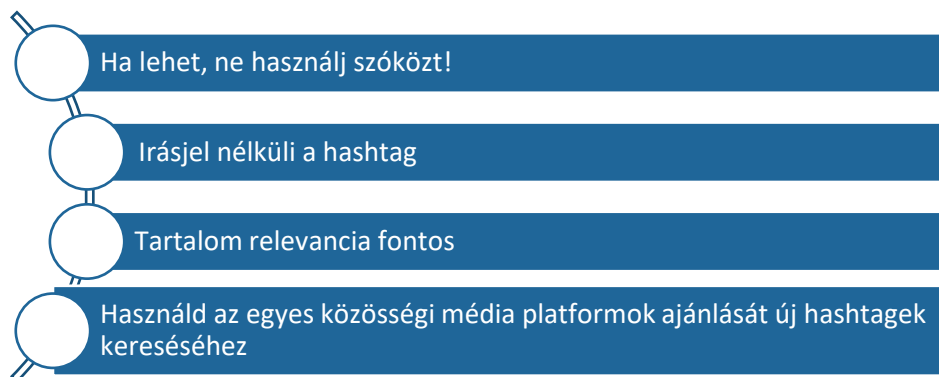 Ha lehet, ne használj szóközt!
Irásjel nélküli a hashtag
Tartalom relevancia fontos
Használd az egyes közösségi média platformok ajánlását új hashtagek
kereséséhez